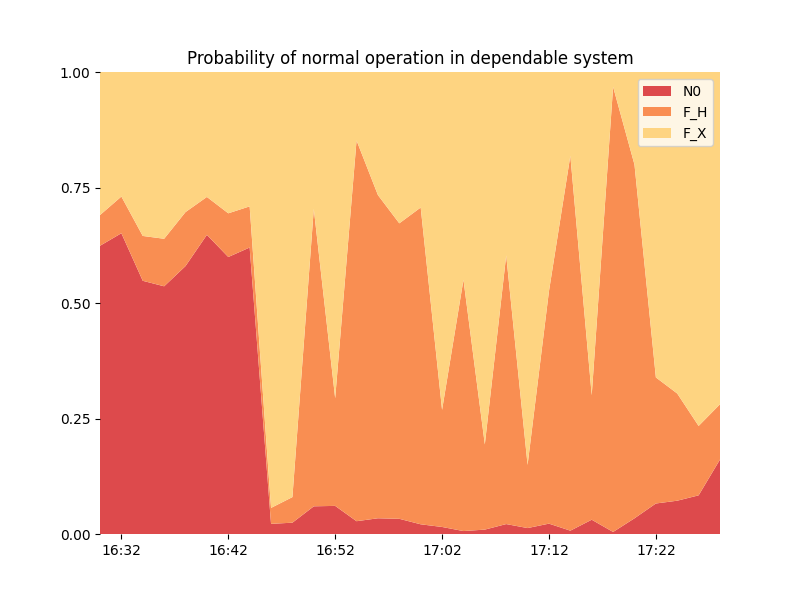 Probability of normal operation in dependable system
1.00
0.75
0.50
0.25
0.00
N0
F_H
F_X
16:32
16:42
16:52
17:02
17:12
17:22